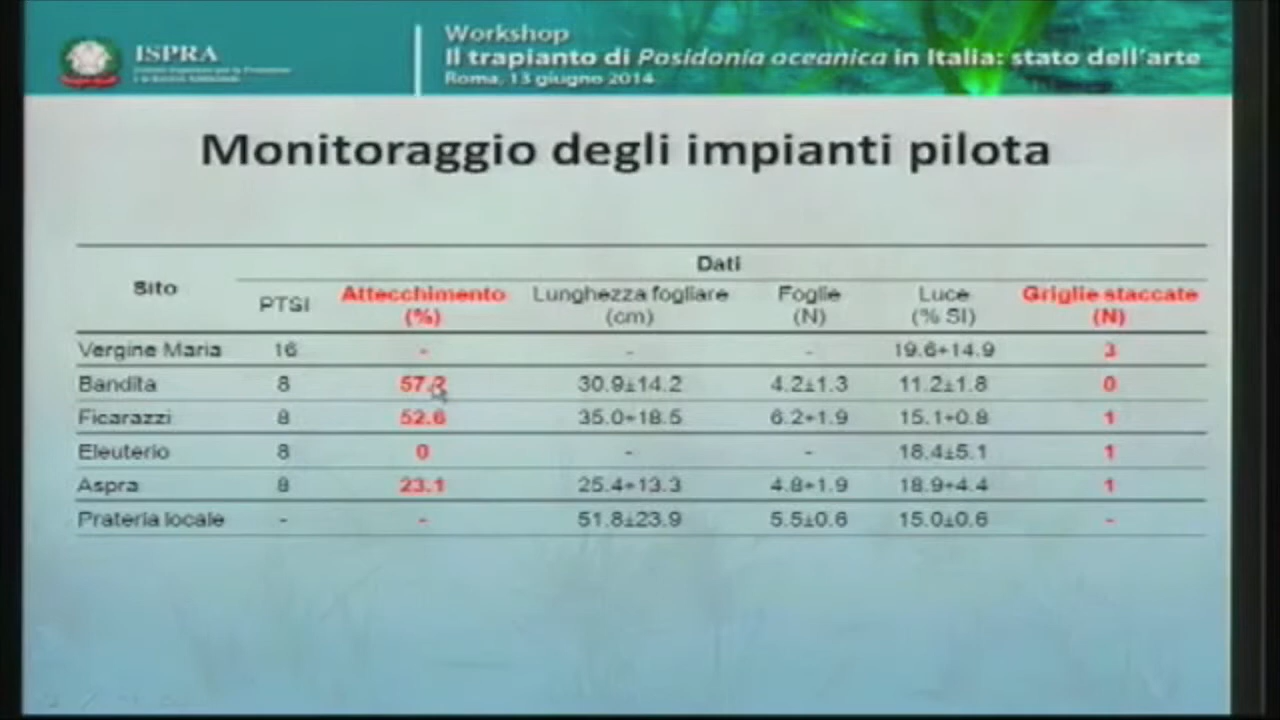 ISPRA
Workshop
Il trapianto di Posidonia oceanica in Italia: stato dell'arte
Roma, 13 giugno 2014
Monitoraggio degli impianti pilota
Dati
Sito PTSI Attecchimento (%) Lunghezza fogliare (cm) Foglie (N) Luce (% SI) Griglie staccate (N)
Vergine Maria 16 - - - 19.6±14.9 3
Bandita 8 57.2 30.9±14.2 4.2±1.3 11.2±1.8 0
Ficarazzi 8 52.6 35.0±18.5 6.2±1.9 15.1±0.8 1
Eleuterio 8 0 - - 18.4±5.1 1
Aspra 8 23.1 25.4±13.3 4.8±1.9 18.9±4.4 1
Prateria locale - - 51.8±23.9 5.5±0.6 15.0±0.6 -